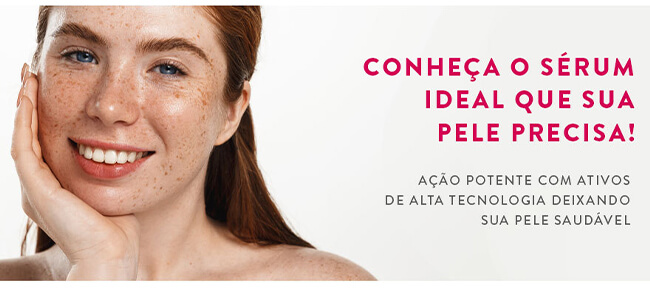 CONHEÇA O SÉRUM
IDEAL QUE SUA
PELE PRECISA!
AÇÃO POTENTE COM ATIVOS
DE ALTA TECNOLOGIA DEIXANDO
SUA PELE SAUDÁVEL